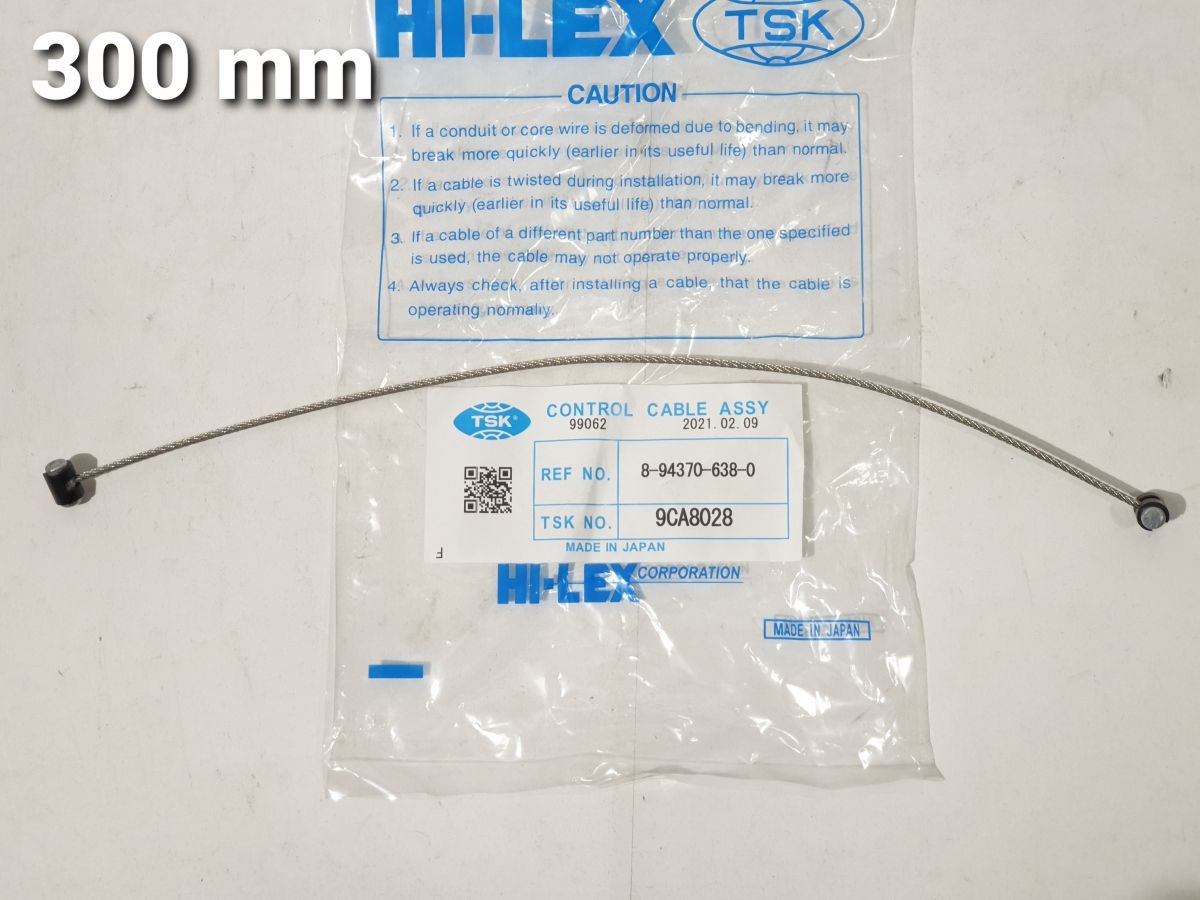 300 mm
HI-LEX TSK
CAUTION
1. If a conduit or core wire is deformed due to bending, it may
break more quickly (earlier in its useful life) than normal.
2. If a cable is twisted during installation, it may break more
quickly (earlier in its useful life) than normal.
3. If a cable of a different part number than the one specified
is used, the cable may not operate properly.
4. Always check, after installing a cable, that the cable is
operating normally.
TSK® CONTROL CABLE ASSY
99062 2021.02.09
REF NO. 8-94370-638-0
TSK NO. 9CA8028
MADE IN JAPAN
F
HI-LEX CORPORATION
MADE IN JAPAN